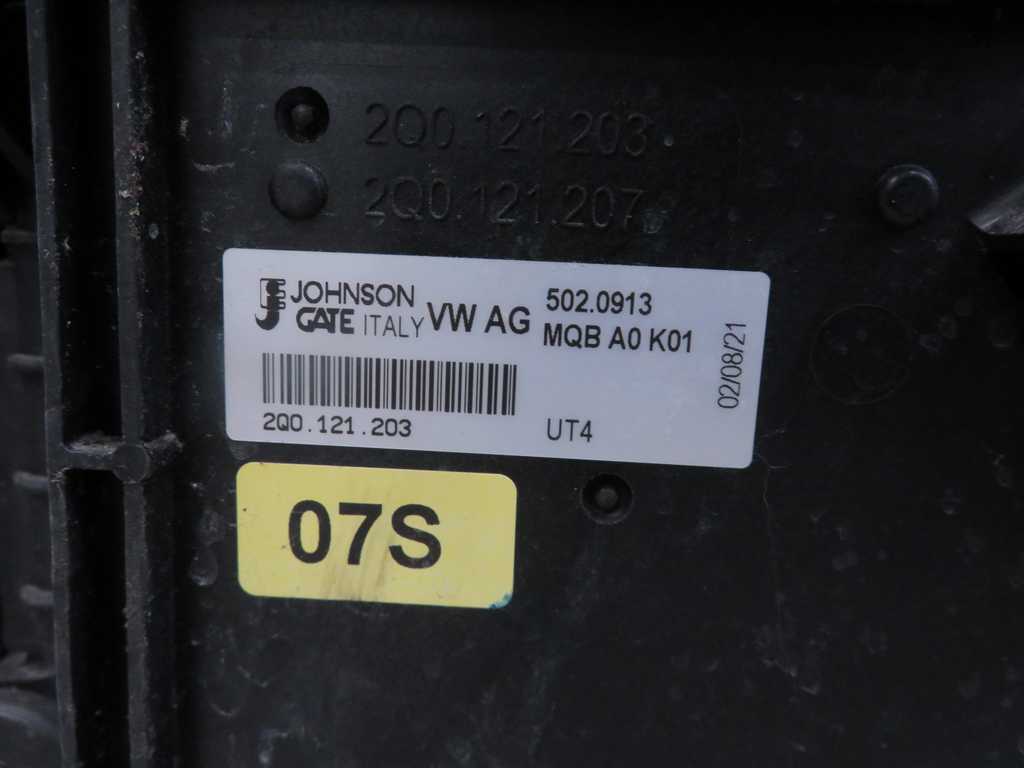 2Q0.121.203
2Q0.121.207
JOHNSON
GATE ITALY
VW AG
502.0913
MQB A0 K01
02/08/21
2Q0.121.203
UT4
07S